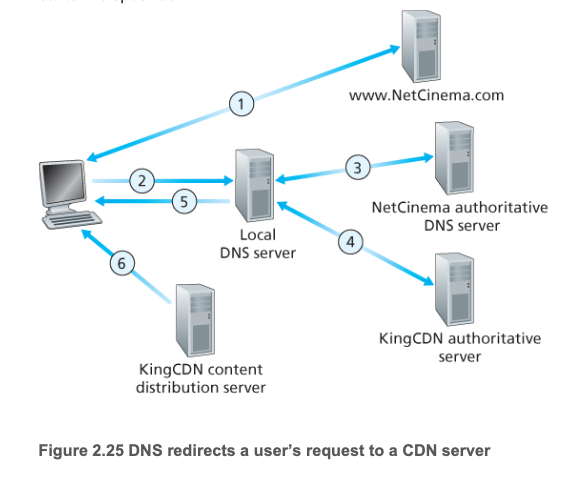 1
www.NetCinema.com
2
3
5
NetCinema authoritative
DNS server
Local
DNS server
4
6
KingCDN authoritative
server
KingCDN content
distribution server
Figure 2.25 DNS redirects a user's request to a CDN server